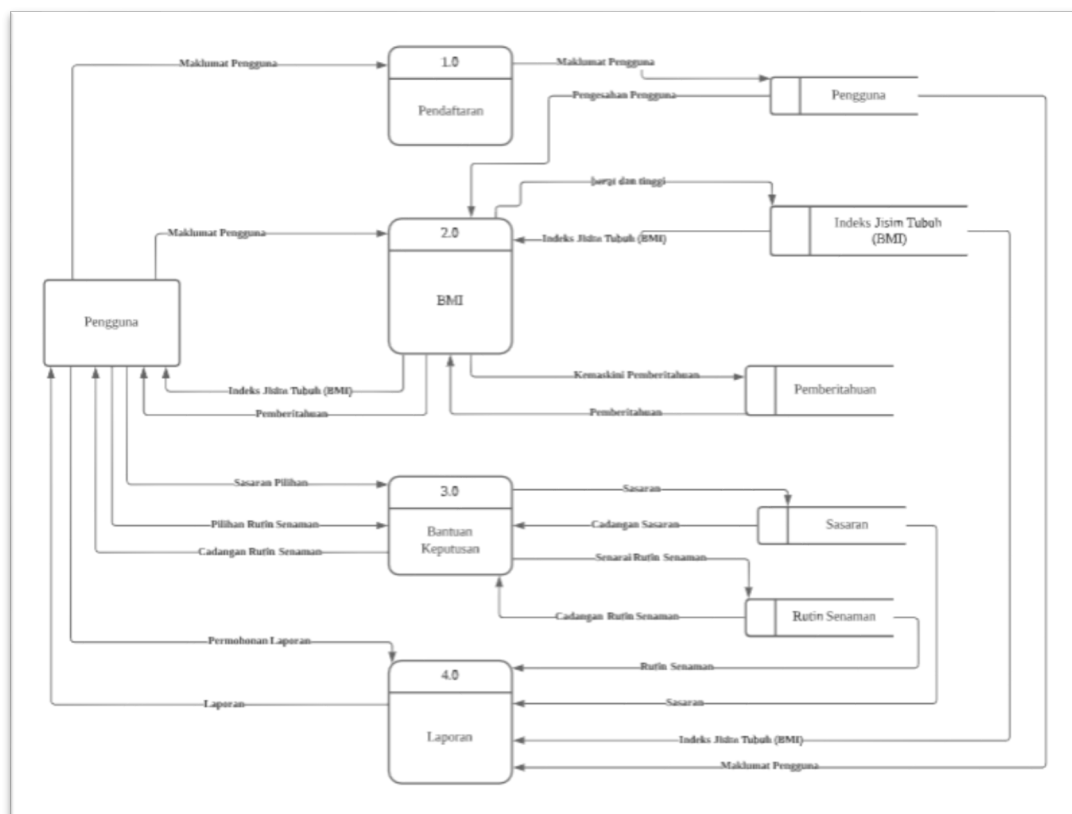 Maklumat Pengguna
1.0
Pendaftaran
Maklumat Pengguna
Pengguna
Pengesahan Pengguna
berat dan tinggi
Maklumat Pengguna
2.0
BMI
Indeks Jisim Tubuh (BMI)
Indeks Jisim Tubuh
(BMI)
Pengguna
Indeks Jisim Tubuh (BMI)
Pemberitahuan
Kemaskini Pemberitahuan
Pemberitahuan
Pemberitahuan
Sasaran Pilihan
3.0
Bantuan
Keputusan
Sasaran
Sasaran
Pilihan Rutin Senaman
Cadangan Sasaran
Cadangan Rutin Senaman
Senarai Rutin Senaman
Cadangan Rutin Senaman
Rutin Senaman
Permohonan Laporan
4.0
Laporan
Rutin Senaman
Laporan
Sasaran
Indeks Jisim Tubuh (BMI)
Maklumat Pengguna